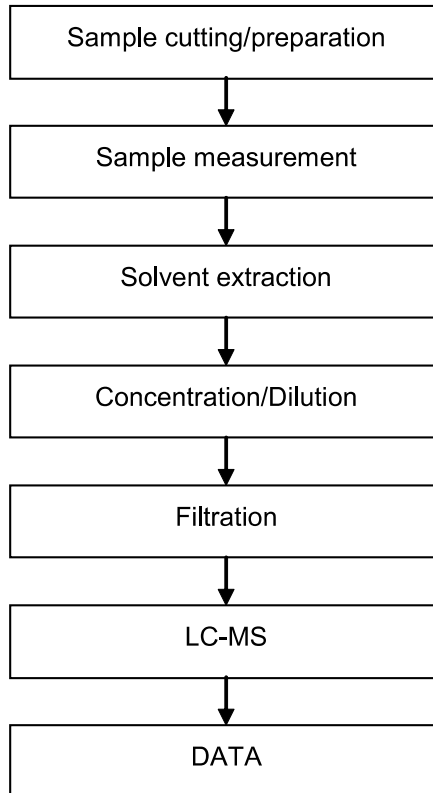 Sample cutting/preparation
Sample measurement
Solvent extraction
Concentration/Dilution
Filtration
LC-MS
DATA